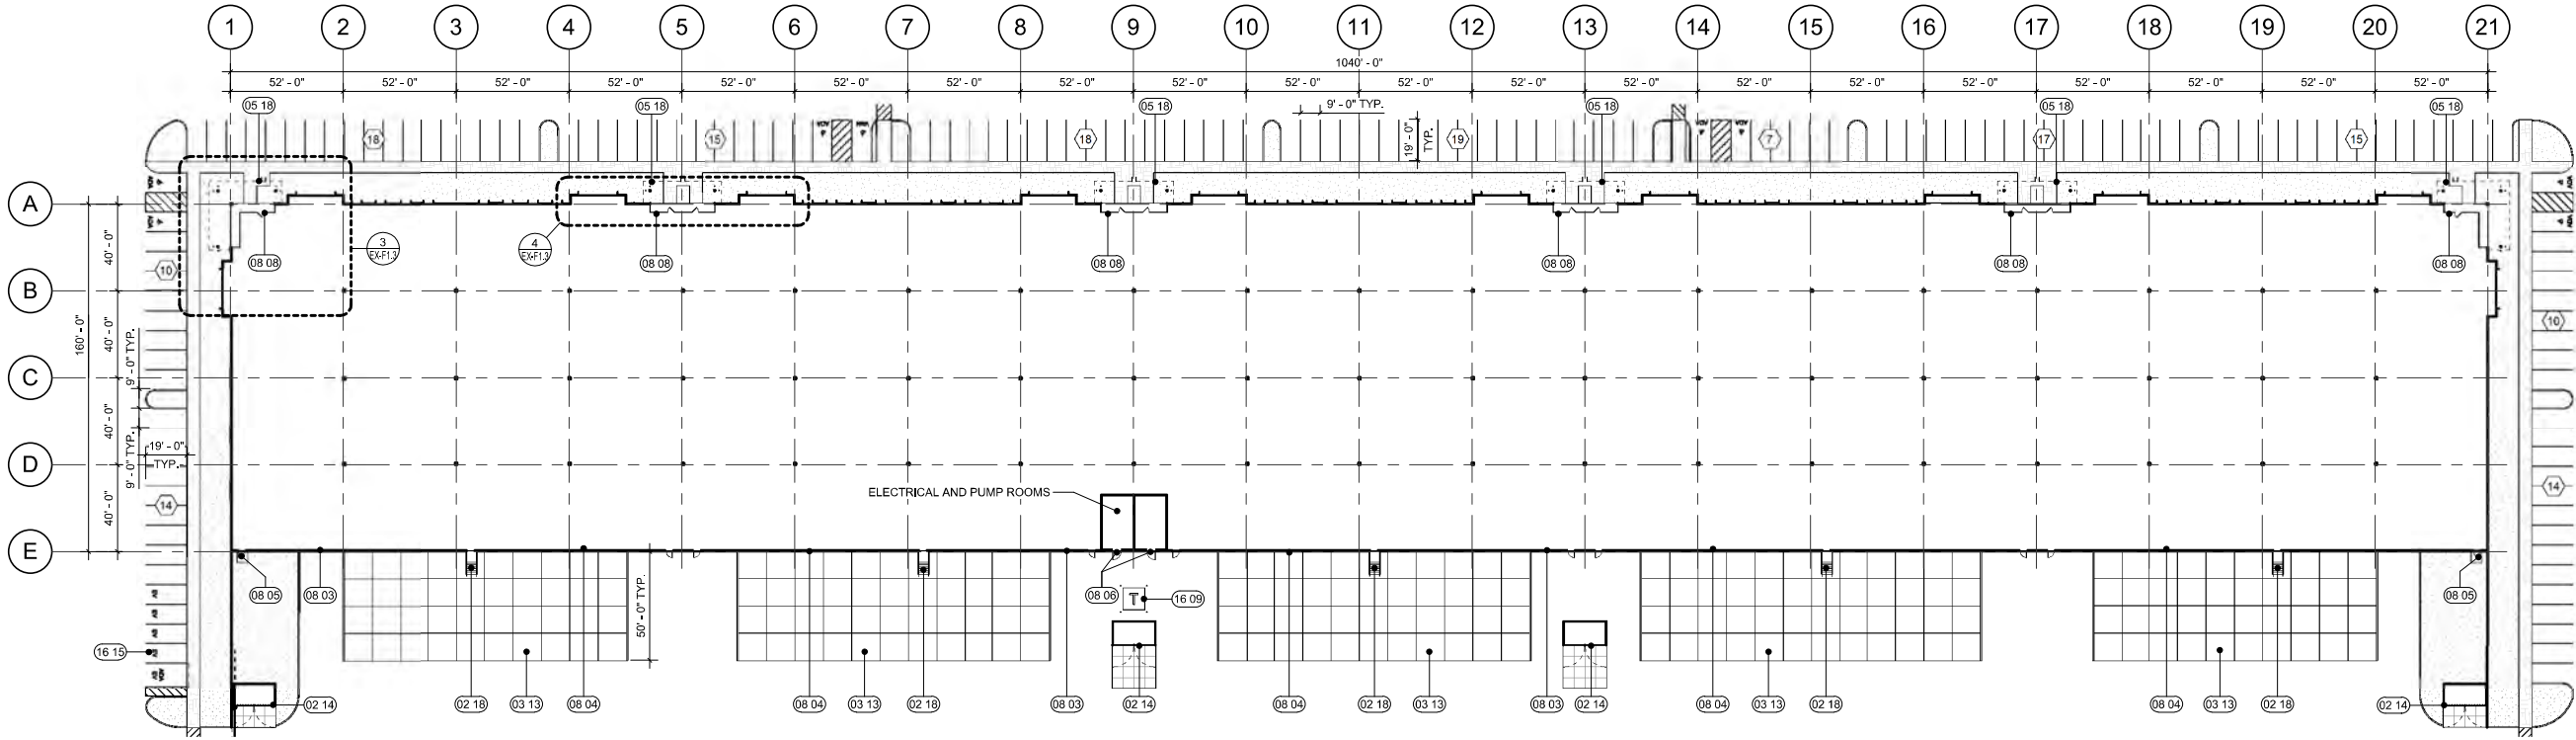 1 2 3 4 5 6 7 8 9 10 11 12 13 14 15 16 17 18 19 20 21
1040' - 0"
52' - 0" 52' - 0" 52' - 0" 52' - 0" 52' - 0" 52' - 0" 52' - 0" 52' - 0" 52' - 0" 52' - 0" 52' - 0" 52' - 0" 52' - 0" 52' - 0" 52' - 0" 52' - 0" 52' - 0" 52' - 0" 52' - 0" 52' - 0"
05 18 05 18 05 18 9' - 0" TYP. 05 18 05 18 05 18
18 15 18 19' - 0" TYP. 19 7 17 15
A
3
EX-F1.3
4
EX-F1.3
08 08 08 08 08 08 08 08 08 08 08 08
40' - 0"
10
B
160' - 0"
40' - 0"
9' - 0" TYP.
10
C
40' - 0"
9' - 0" TYP.
19' - 0"
TYP.
D
40' - 0"
14
14
ELECTRICAL AND PUMP ROOMS
E
08 05 08 03 50' - 0" TYP. 08 06 T 16 09 08 05
16 15
02 14 02 18 03 13 08 04 08 04 03 13 02 18 08 03 02 14 08 04 02 18 03 13 08 03 02 14 08 04 03 13 02 18 08 04 03 13 02 18 02 14